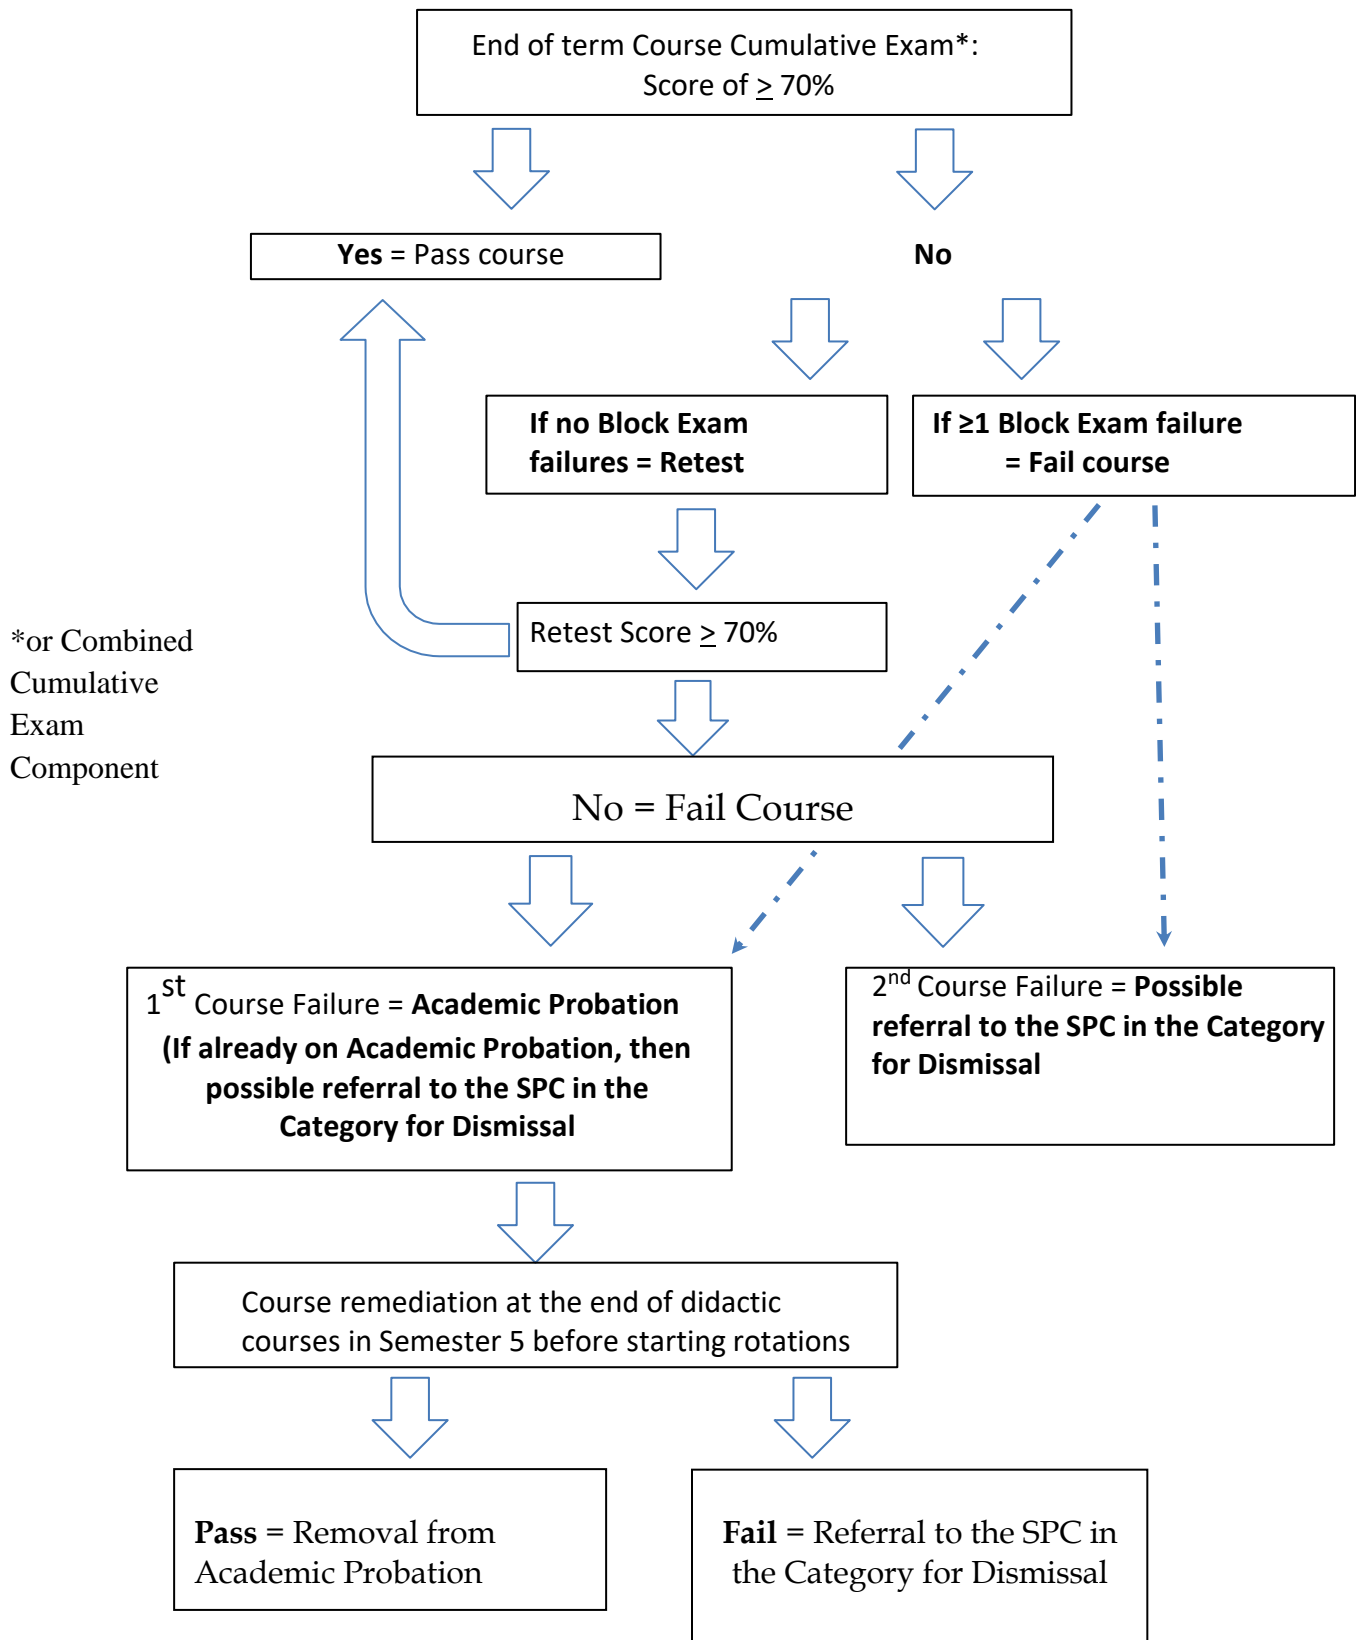 End of term Course Cumulative Exam*:
Score of ≥ 70%
Yes = Pass course
No
If no Block Exam
failures = Retest
If ≥1 Block Exam failure
= Fail course
Retest Score ≥ 70%
*or Combined
Cumulative
Exam
Component
No = Fail Course
1st Course Failure = Academic Probation
(If already on Academic Probation, then
possible referral to the SPC in the
Category for Dismissal
2nd Course Failure = Possible
referral to the SPC in the Category
for Dismissal
Course remediation at the end of didactic
courses in Semester 5 before starting rotations
Pass = Removal from
Academic Probation
Fail = Referral to the SPC in
the Category for Dismissal